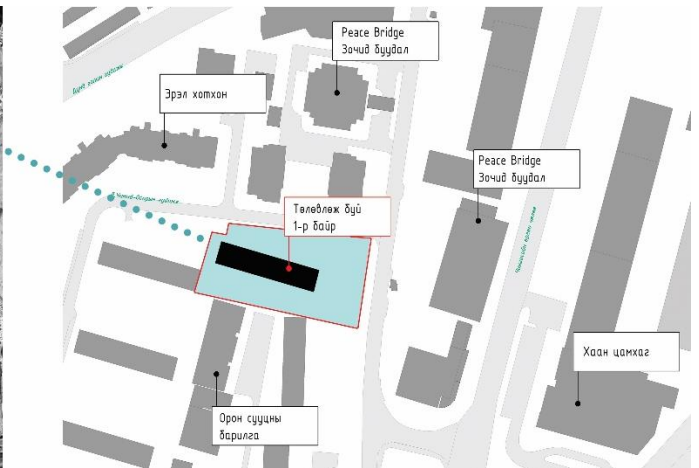 Peace Bridge
Зочид буудал
Эрэл хотхон
Peace Bridge
Зочид буудал
Төлөвлөж буй
1-р байр
Хаан цамхаг
Орон сууцны
барилга